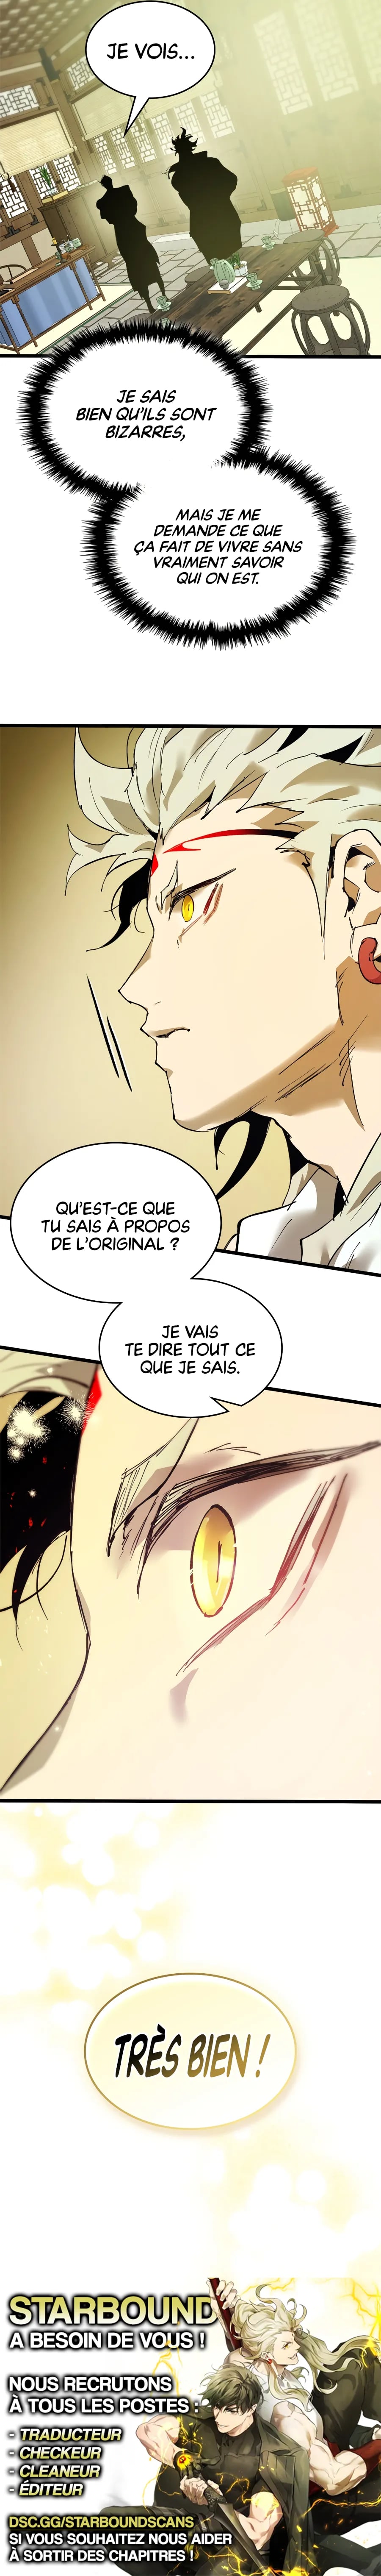 JE VOIS...
JE SAIS
BIEN QU'ILS SONT
BIZARRES,
MAIS JE ME
DEMANDE CE QUE
ÇA FAIT DE VIVRE SANS
VRAIMENT SAVOIR
QUI ON EST.
QU'EST-CE QUE
TU SAIS À PROPOS
DE L'ORIGINAL ?
JE VAIS
TE DIRE TOUT CE
QUE JE SAIS.
TRÈS BIEN !
STARBOUND
A BESOIN DE VOUS !
NOUS RECRUTONS
À TOUS LES POSTES :
- TRADUCTEUR
- CHECKEUR
- CLEANEUR
- ÉDITEUR
DSC.GG/STARBOUNDSCANS
SI VOUS SOUHAITEZ NOUS AIDER
À SORTIR DES CHAPITRES !